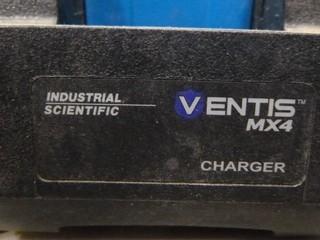 INDUSTRIAL
SCIENTIFIC
VENTIS™
MX4
CHARGER